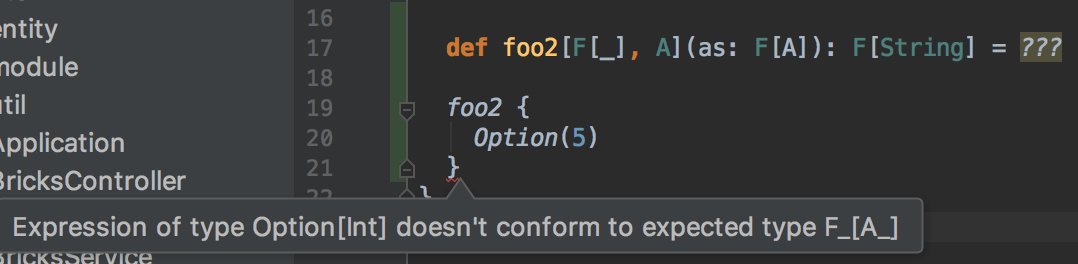 entity
module
util
Application
BricksController
BricksService
16
17 def foo2[F[_], A](as: F[A]): F[String] = ???
18
19 foo2 {
20 Option(5)
21 }
22 }
Expression of type Option[Int] doesn't conform to expected type F_[A_]